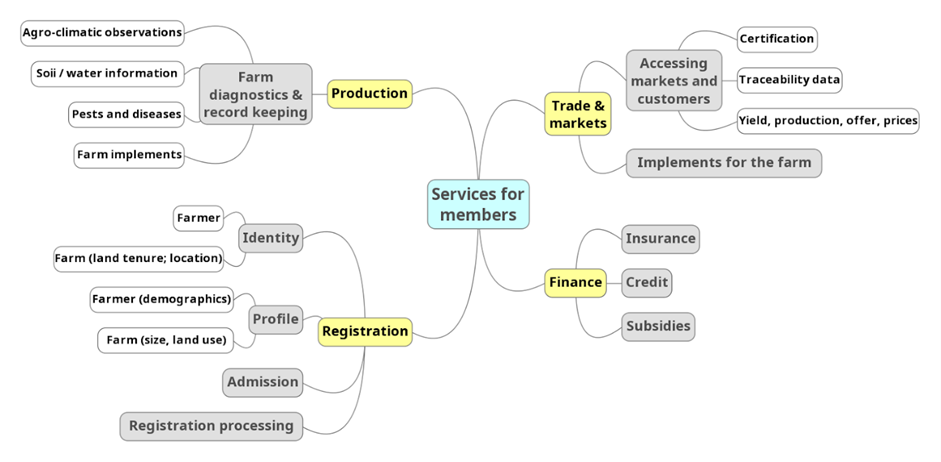 Agro-climatic observations
Soii / water information
Pests and diseases
Farm implements
Farm
diagnostics &
record keeping
Production
Farmer
Farm (land tenure; location)
Identity
Farmer (demographics)
Farm (size, land use)
Profile
Admission
Registration processing
Registration
Services for
members
Trade &
markets
Accessing
markets and
customers
Certification
Traceability data
Yield, production, offer, prices
Implements for the farm
Finance
Insurance
Credit
Subsidies